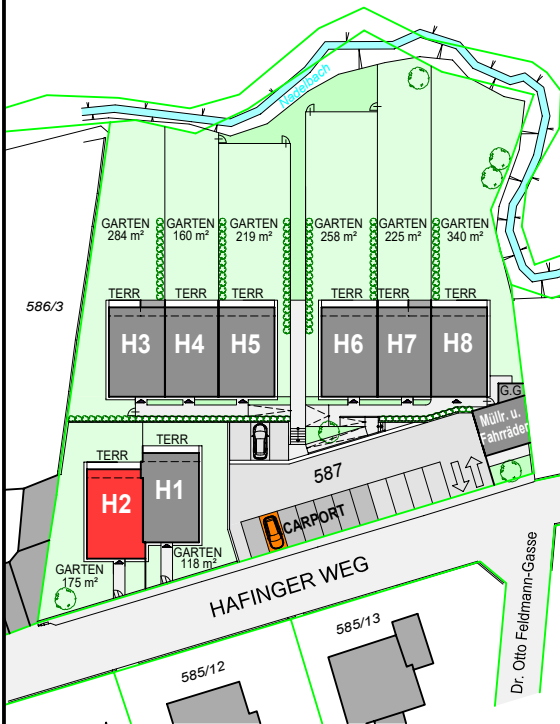 Nadelbach
GARTEN
284 m²
GARTEN
160 m²
GARTEN
219 m²
GARTEN
258 m²
GARTEN
225 m²
GARTEN
340 m²
586/3
TERR
TERR
TERR
TERR
TERR
TERR
H3
H4
H5
H6
H7
H8
G.G
Müllr. u.
Fahrräder
TERR
TERR
H2
H1
587
CARPORT
GARTEN
175 m²
GARTEN
118 m²
HAFINGER WEG
Dr. Otto Feldmann-Gasse
585/13
585/12